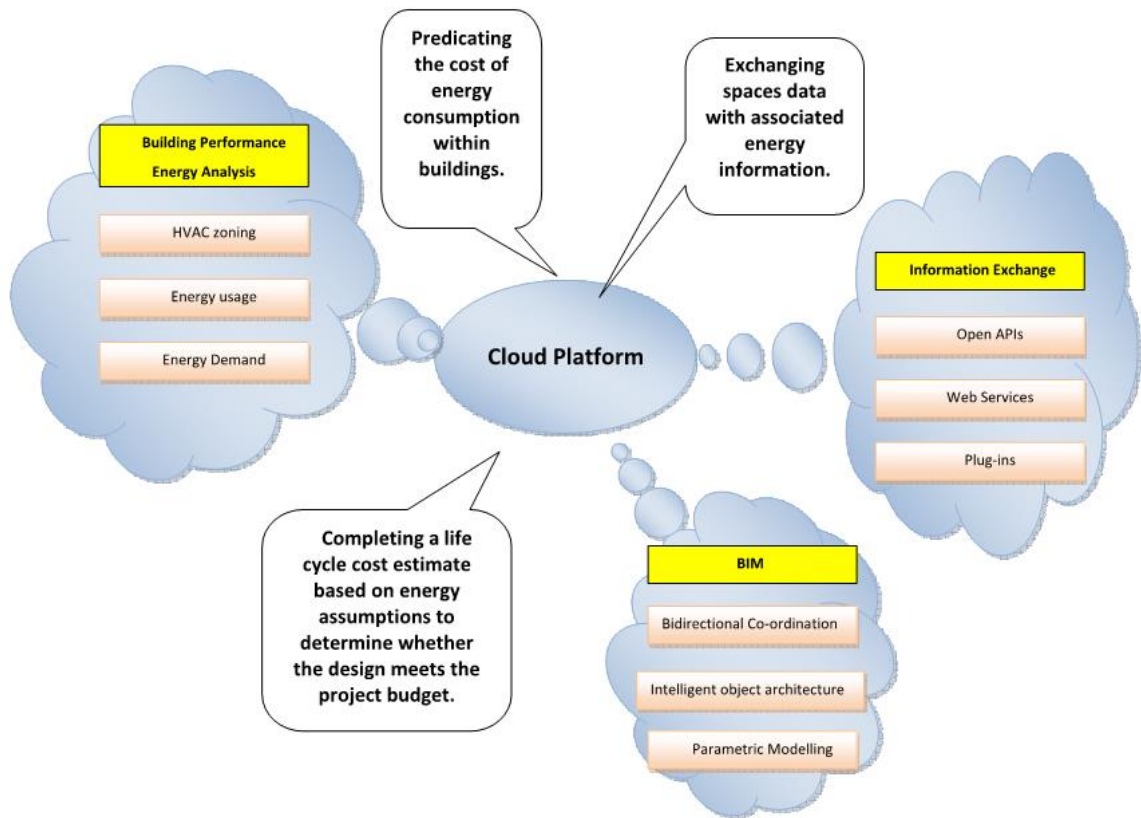 Predicating
the cost of
energy
consumption
within
buildings.
Exchanging
spaces data
with associated
energy
information.
Building Performance
Energy Analysis
HVAC zoning
Energy usage
Energy Demand
Cloud Platform
Information Exchange
Open APIs
Web Services
Plug-ins
Completing a life
cycle cost estimate
based on energy
assumptions to
determine whether
the design meets the
project budget.
BIM
Bidirectional Co-ordination
Intelligent object architecture
Parametric Modelling